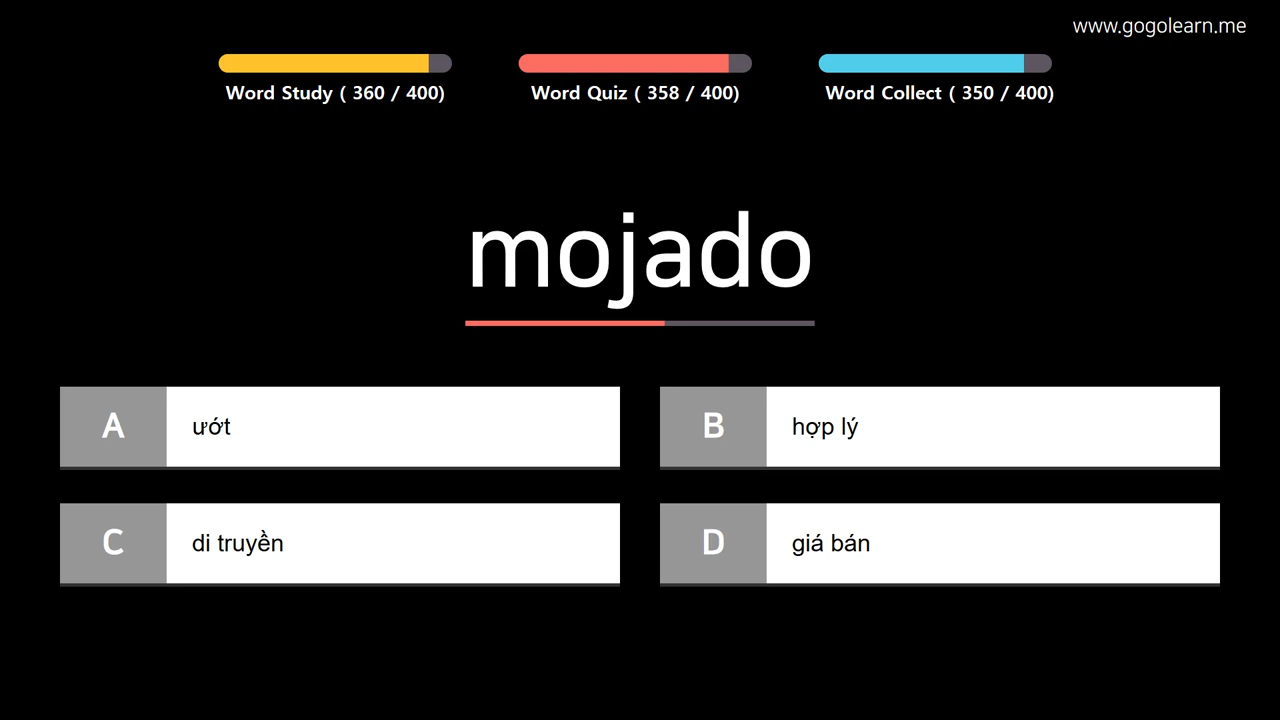 www.gogolearn.me
Word Study ( 360 / 400)
Word Quiz ( 358 / 400)
Word Collect ( 350 / 400)
mojado
A ướt
B hợp lý
C di truyền
D giá bán